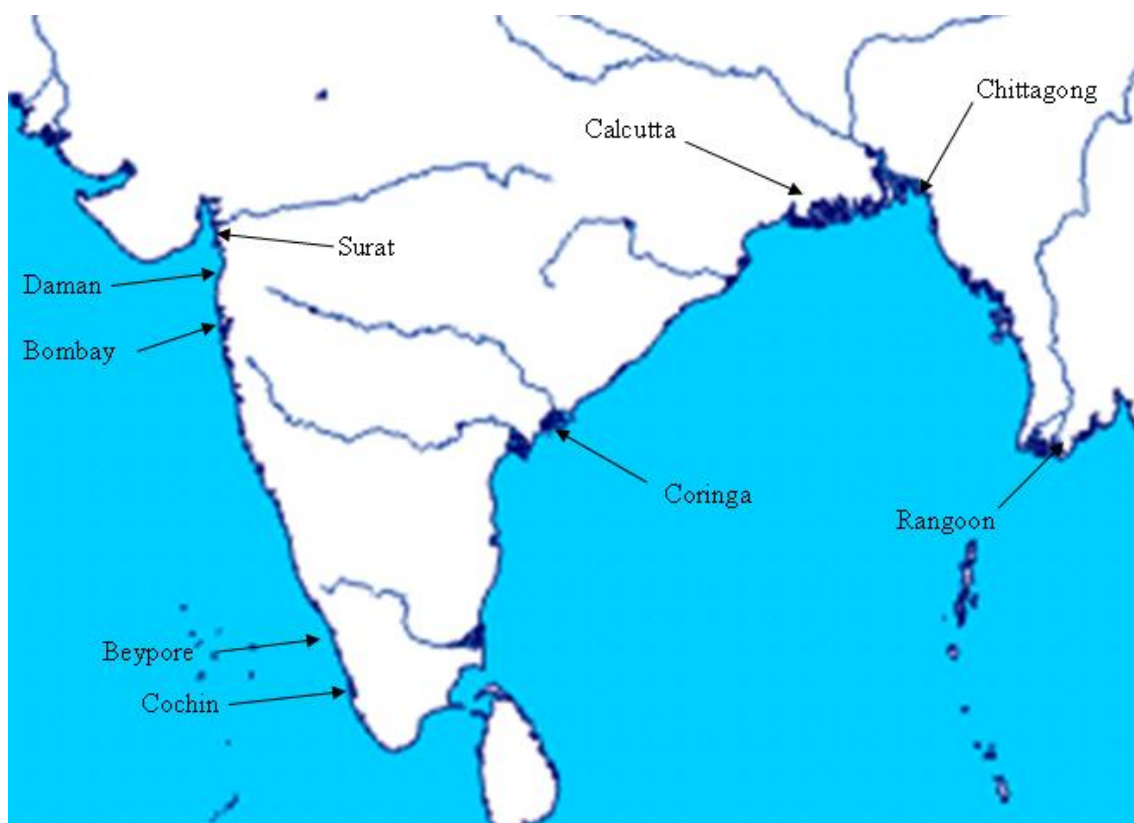 Chittagong
Calcutta
Surat
Daman
Bombay
Coringa
Rangoon
Beypore
Cochin